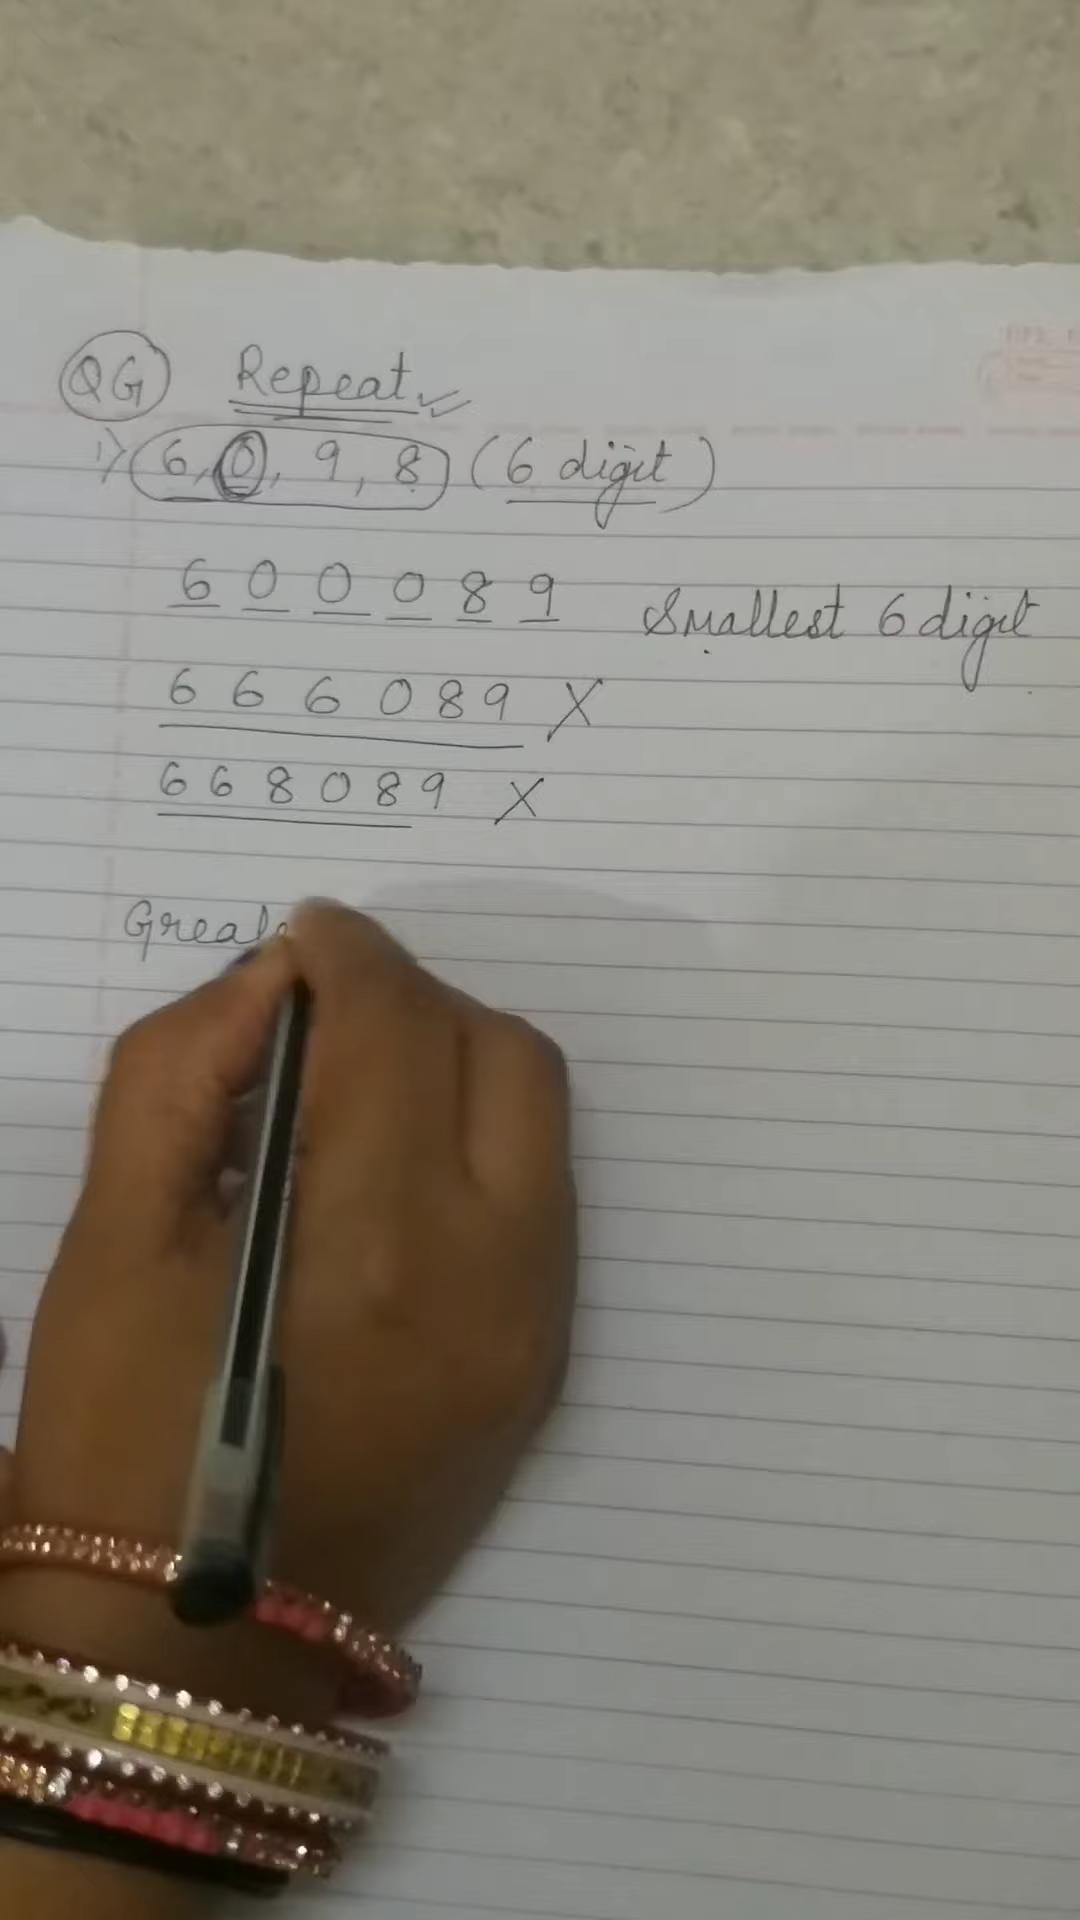 QG Repeat
1) 6, 0, 9, 8 (6 digit)
6 0 0 0 8 9 Smallest 6 digit
6 6 6 0 8 9 X
6 6 8 0 8 9 X